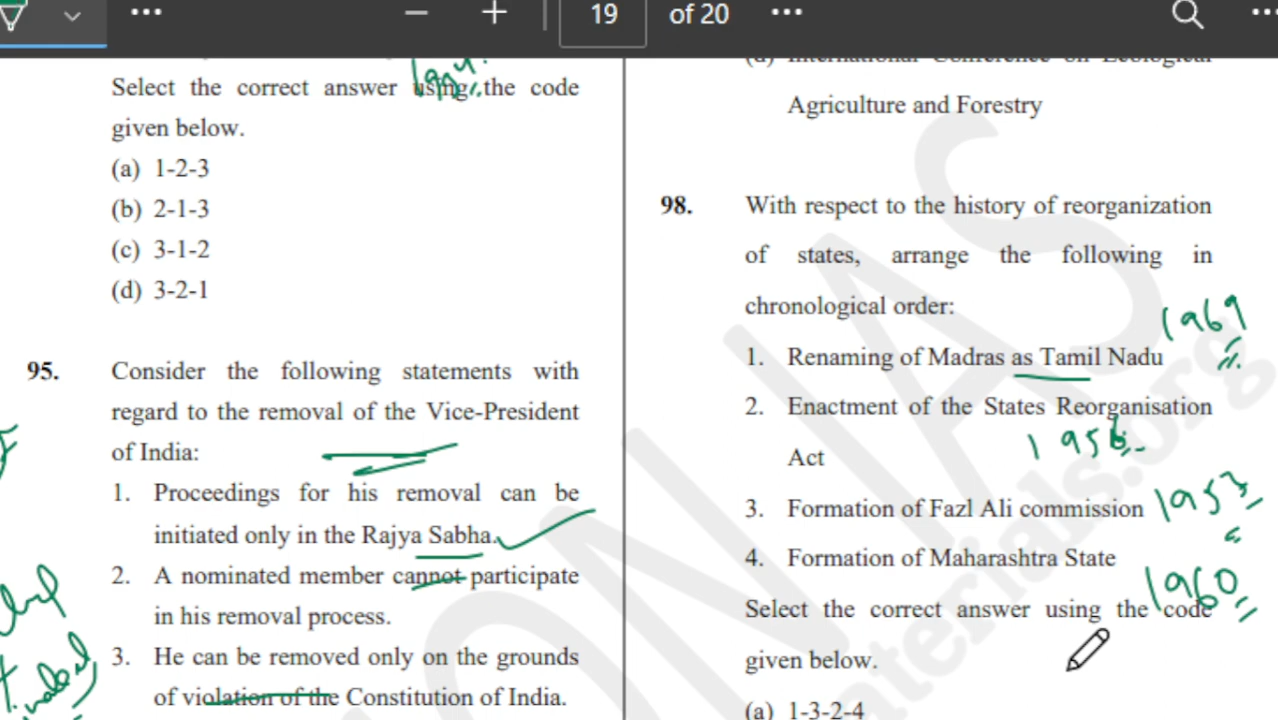 19 of 20
Select the correct answer using the code
given below.
(a) 1-2-3
(b) 2-1-3
(c) 3-1-2
(d) 3-2-1
95. Consider the following statements with
regard to the removal of the Vice-President
of India:
1. Proceedings for his removal can be
initiated only in the Rajya Sabha.
2. A nominated member cannot participate
in his removal process.
3. He can be removed only on the grounds
of violation of the Constitution of India.
(d) International Conference on Ecological
Agriculture and Forestry
98. With respect to the history of reorganization
of states, arrange the following in
chronological order:
1969
1. Renaming of Madras as Tamil Nadu
2. Enactment of the States Reorganisation
Act
1956
3. Formation of Fazl Ali commission 1953
4. Formation of Maharashtra State
1960
Select the correct answer using the code
given below.
(a) 1-3-2-4